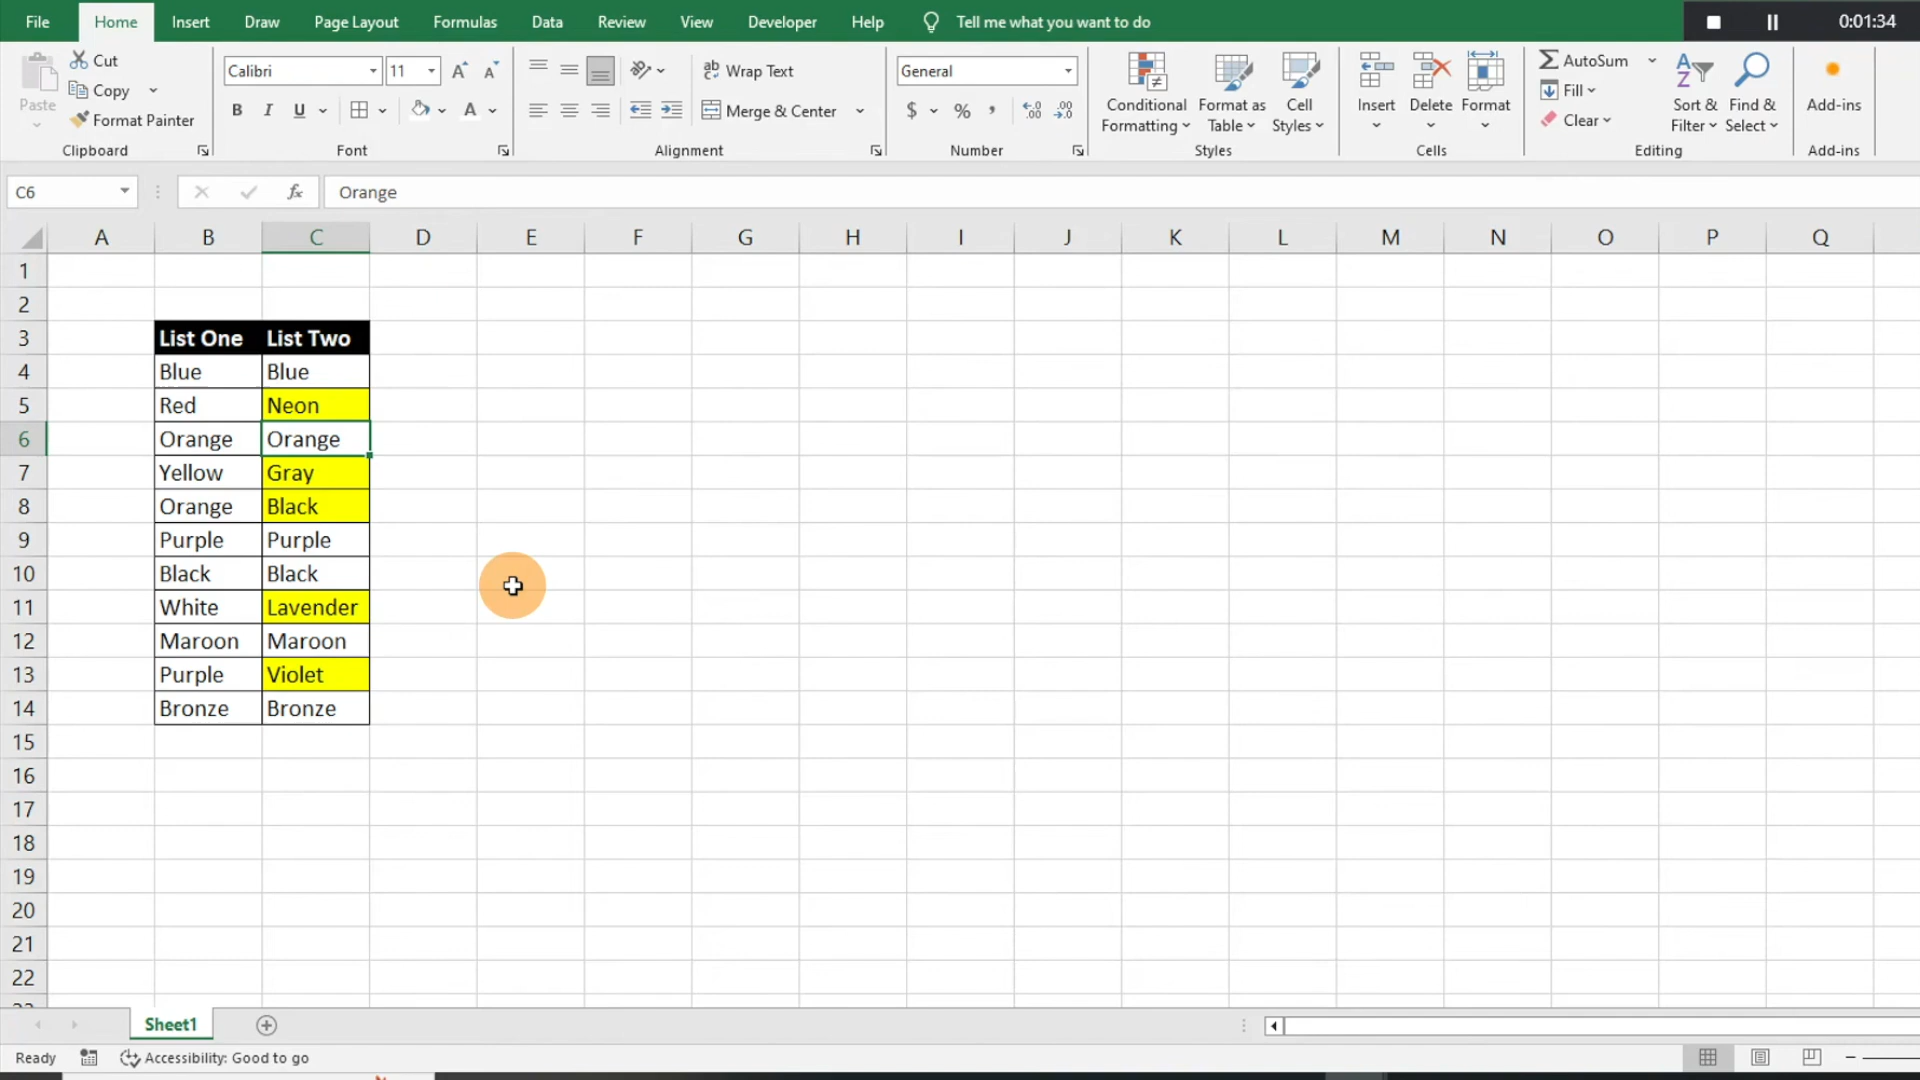 File Home Insert Draw Page Layout Formulas Data Review View Developer Help Tell me what you want to do 0:01:34
Cut
Copy
Format Painter
Paste
Clipboard
Calibri 11
B I U A
Font
ab Wrap Text
Merge & Center
Alignment
General
$ % ,
Number
Conditional Formatting
Format as Table
Cell Styles
Styles
Insert Delete Format
Cells
AutoSum
Fill
Clear
Sort & Filter
Find & Select
Editing
Add-ins
Add-ins
C6 fx Orange
A B C D E F G H I J K L M N O P Q
1
2
3 List One List Two
4 Blue Blue
5 Red Neon
6 Orange Orange
7 Yellow Gray
8 Orange Black
9 Purple Purple
10 Black Black
11 White Lavender
12 Maroon Maroon
13 Purple Violet
14 Bronze Bronze
15
16
17
18
19
20
21
22
Sheet1
Ready Accessibility: Good to go